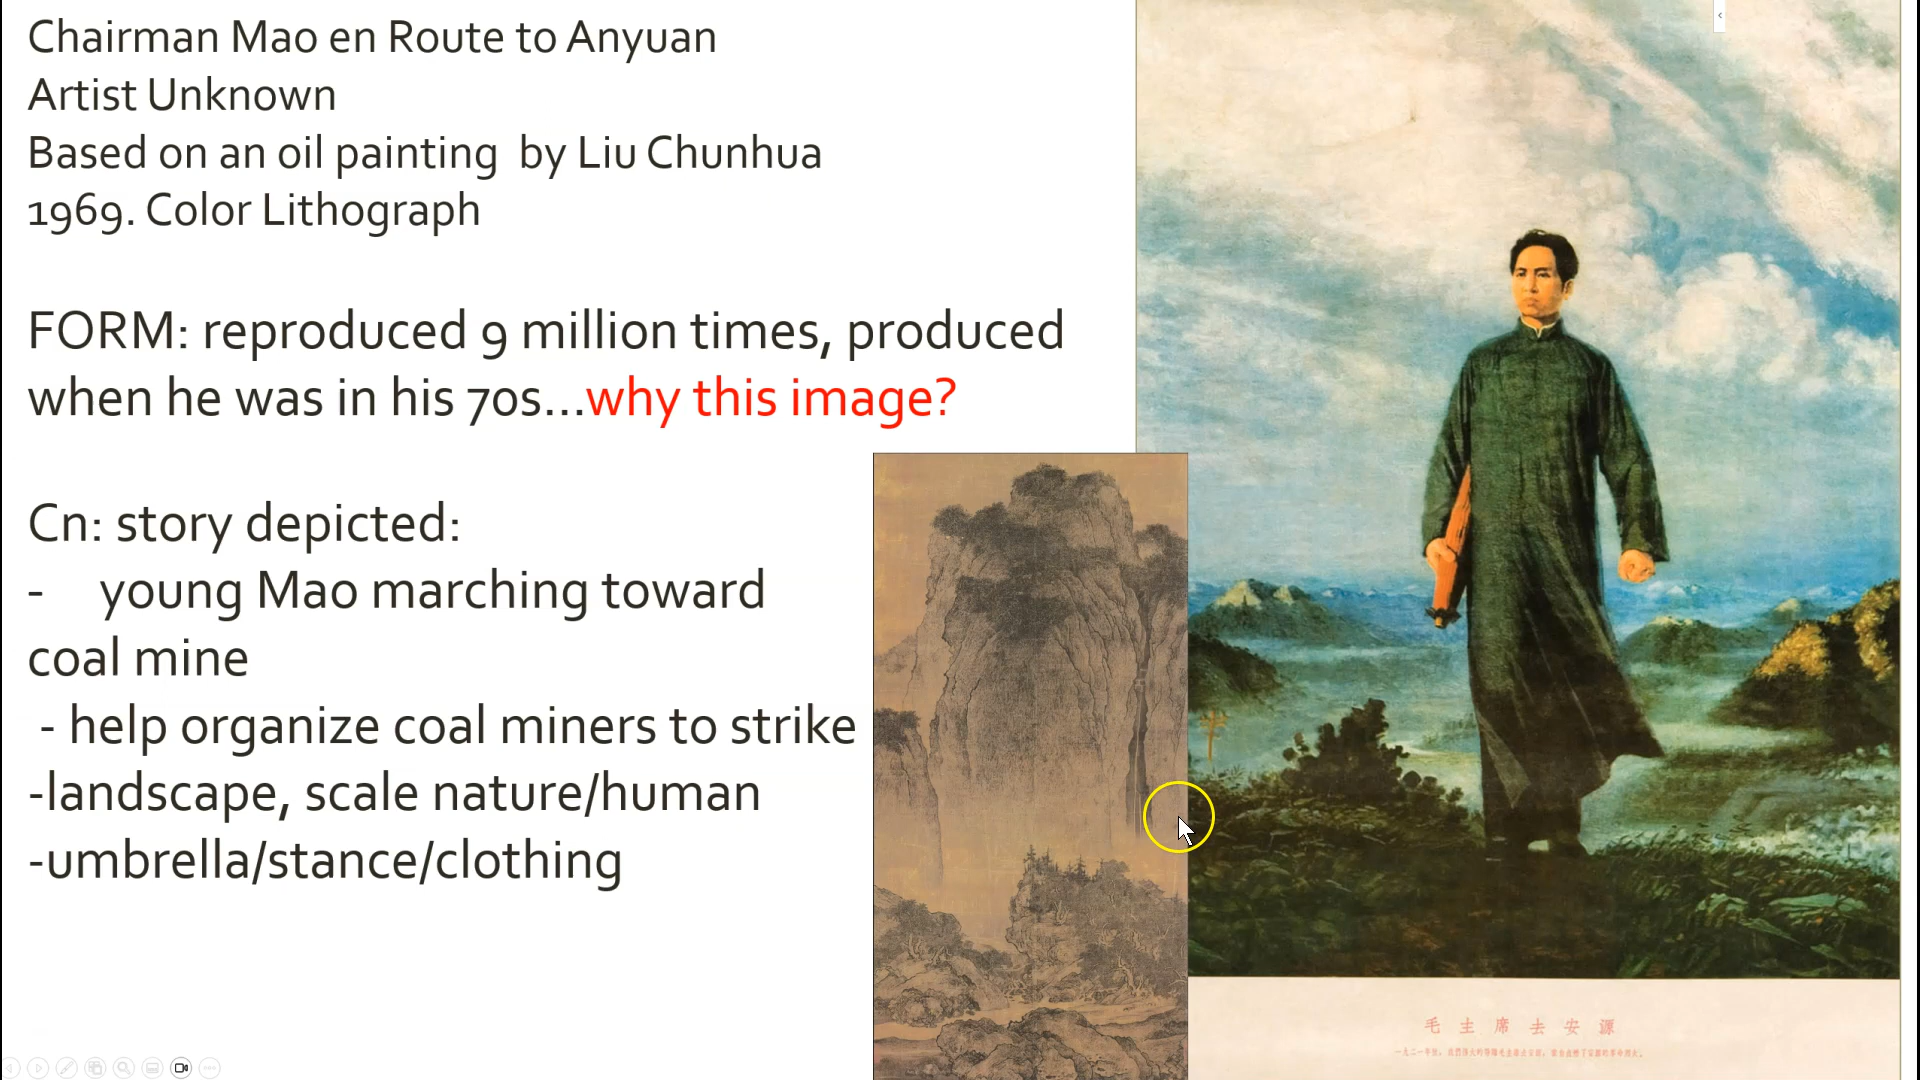 Chairman Mao en Route to Anyuan
Artist Unknown
Based on an oil painting by Liu Chunhua
1969. Color Lithograph
FORM: reproduced 9 million times, produced
when he was in his 70s...why this image?
Cn: story depicted:
- young Mao marching toward
coal mine
- help organize coal miners to strike
-landscape, scale nature/human
-umbrella/stance/clothing
毛主席去安源